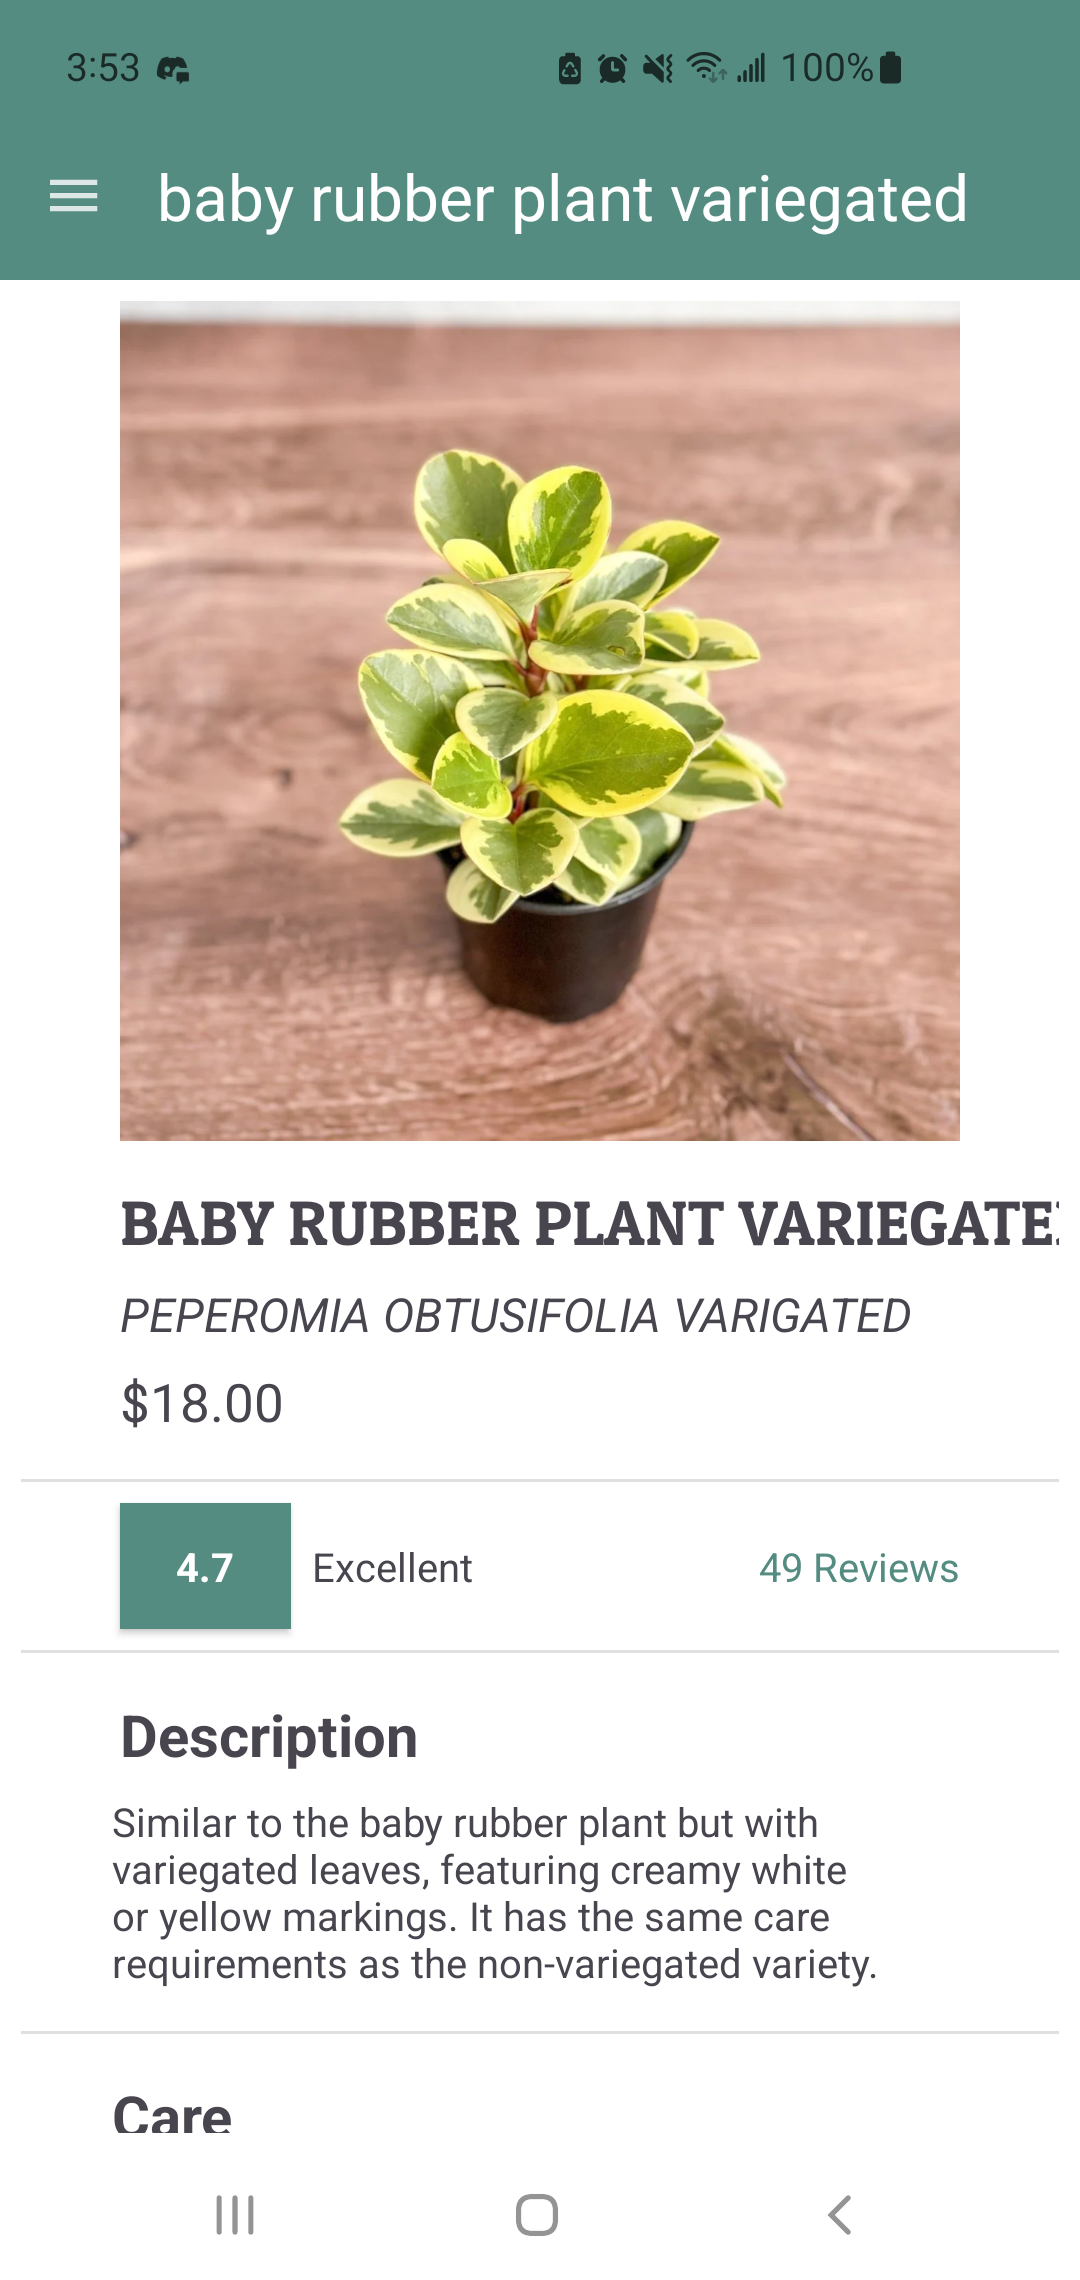 3:53 100%
baby rubber plant variegated
BABY RUBBER PLANT VARIEGATE
PEPEROMIA OBTUSIFOLIA VARIGATED
$18.00
4.7 Excellent 49 Reviews
Description
Similar to the baby rubber plant but with
variegated leaves, featuring creamy white
or yellow markings. It has the same care
requirements as the non-variegated variety.
Care